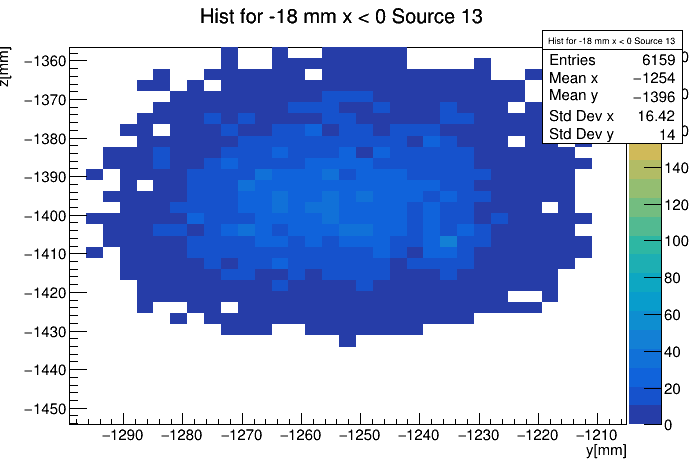 Hist for -18 mm x < 0 Source 13
z[mm]
Hist for -18 mm x < 0 Source 13
Entries 6159
Mean x −1254
Mean y −1396
Std Dev x 16.42
Std Dev y 14
−1360
−1370
−1380
−1390
−1400
−1410
−1420
−1430
−1440
−1450
140
120
100
80
60
40
20
0
−1290 −1280 −1270 −1260 −1250 −1240 −1230 −1220 −1210
y[mm]